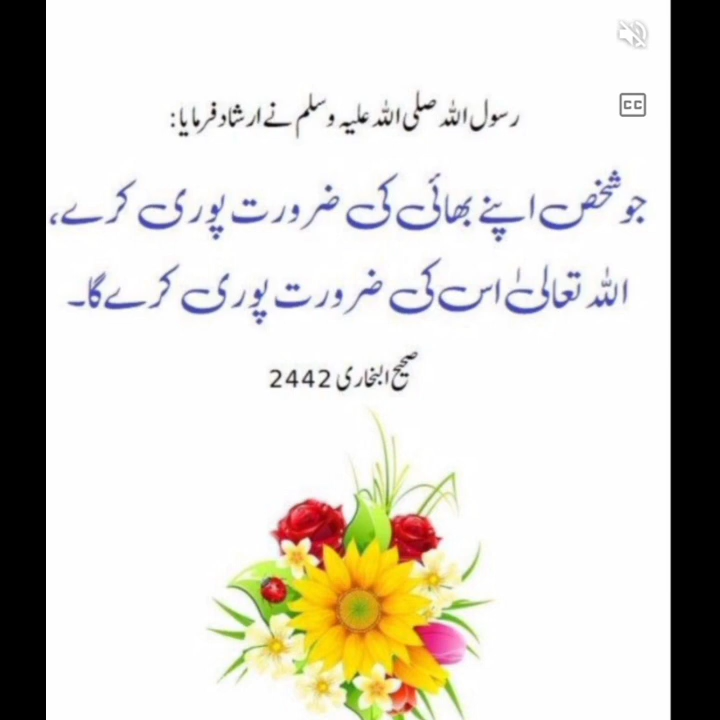 CC
رسول اللہ صلی اللہ علیہ وسلم نے ارشاد فرمایا:
جو شخص اپنے بھائی کی ضرورت پوری کرے،
اللہ تعالیٰ اس کی ضرورت پوری کرے گا۔
صحیح البخاری 2442